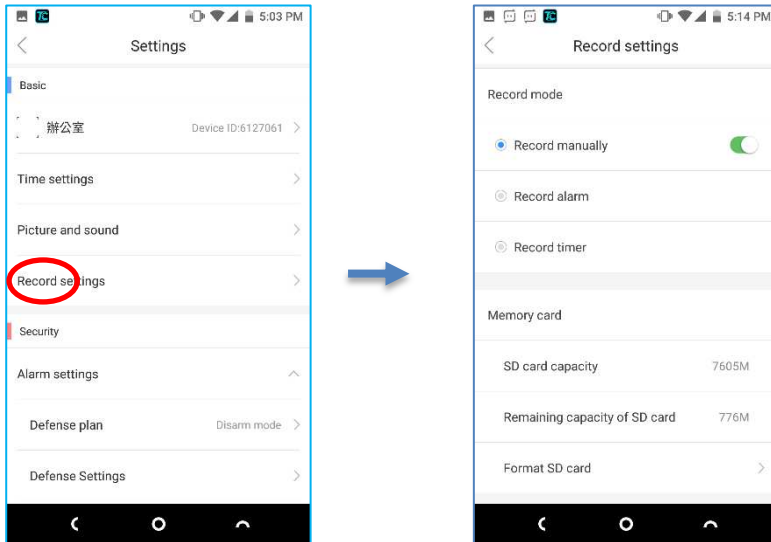 5:03 PM
Settings
Basic
辦公室 Device ID:6127061
Time settings
Picture and sound
Record settings
Security
Alarm settings
Defense plan Disarm mode
Defense Settings
5:14 PM
Record settings
Record mode
Record manually
Record alarm
Record timer
Memory card
SD card capacity 7605M
Remaining capacity of SD card 776M
Format SD card